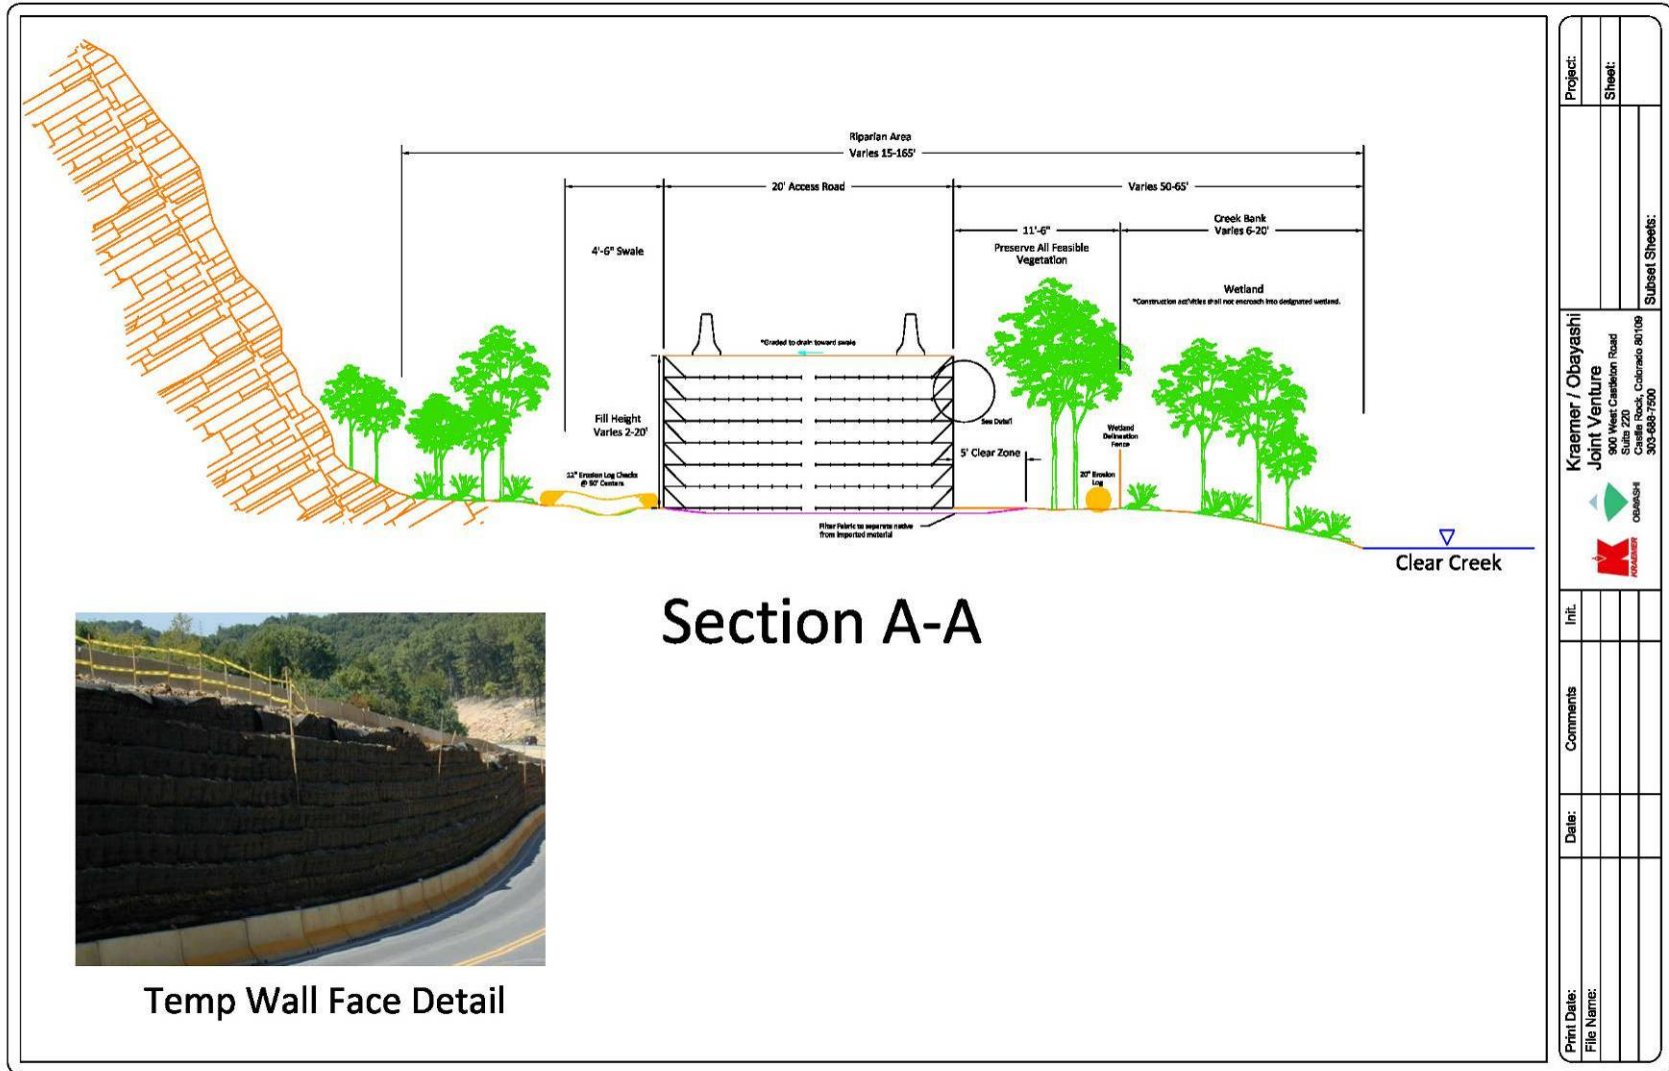 Riparian Area
Varies 15-165'
20' Access Road
Varies 50-65'
11'-6"
Creek Bank
Varies 6-20'
4'-6" Swale
Preserve All Feasible
Vegetation
Wetland
*Construction activities shall not encroach into designated wetland.
*Graded to drain toward swale
Fill Height
Varies 2-20'
See Detail
Wetland
Delineation
Fence
5' Clear Zone
12" Erosion Log Checks
@ 50' Centers
20" Erosion
Log
Filter Fabric to separate native
from imported material
Clear Creek
Section A-A
Temp Wall Face Detail
Project:
Sheet:
Subset Sheets:
Kraemer / Obayashi
Joint Venture
900 West Castleton Road
Suite 220
Castle Rock, Colorado 80109
303-688-7500
K
KRAEMER
OBAYASHI
Init.
Comments
Date:
Print Date:
File Name: